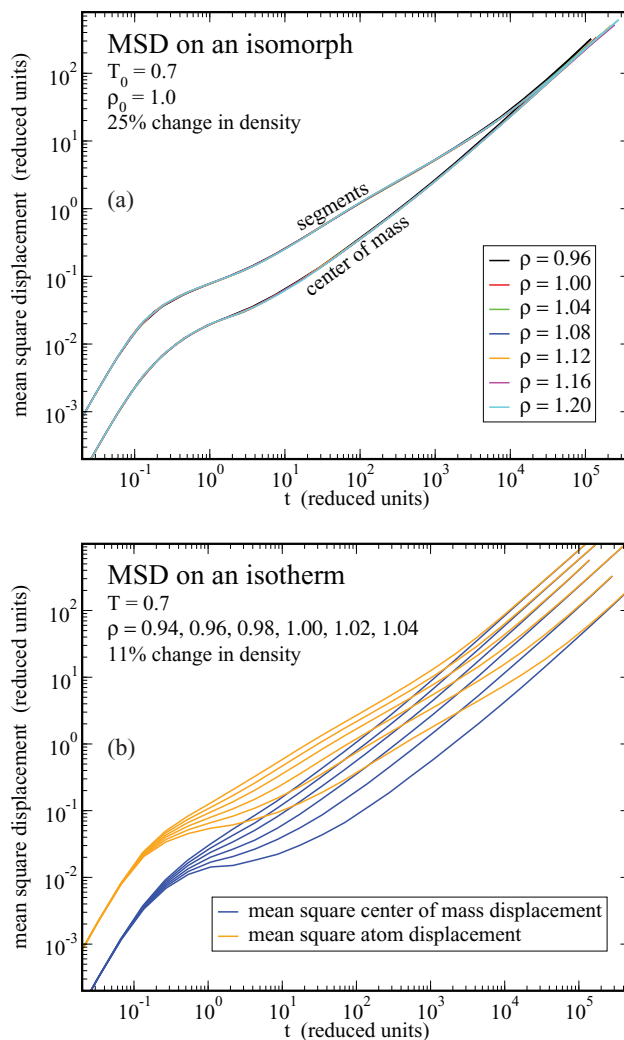 MSD on an isomorph
T₀ = 0.7
ρ₀ = 1.0
25% change in density
(a)
segments
center of mass
ρ = 0.96
ρ = 1.00
ρ = 1.04
ρ = 1.08
ρ = 1.12
ρ = 1.16
ρ = 1.20
mean square displacement (reduced units)
10²
10¹
10⁰
10⁻¹
10⁻²
10⁻³
10⁻¹ 10⁰ 10¹ 10² 10³ 10⁴ 10⁵
t (reduced units)
MSD on an isotherm
T = 0.7
ρ = 0.94, 0.96, 0.98, 1.00, 1.02, 1.04
11% change in density
(b)
mean square center of mass displacement
mean square atom displacement
mean square displacement (reduced units)
10²
10¹
10⁰
10⁻¹
10⁻²
10⁻³
10⁻¹ 10⁰ 10¹ 10² 10³ 10⁴ 10⁵
t (reduced units)